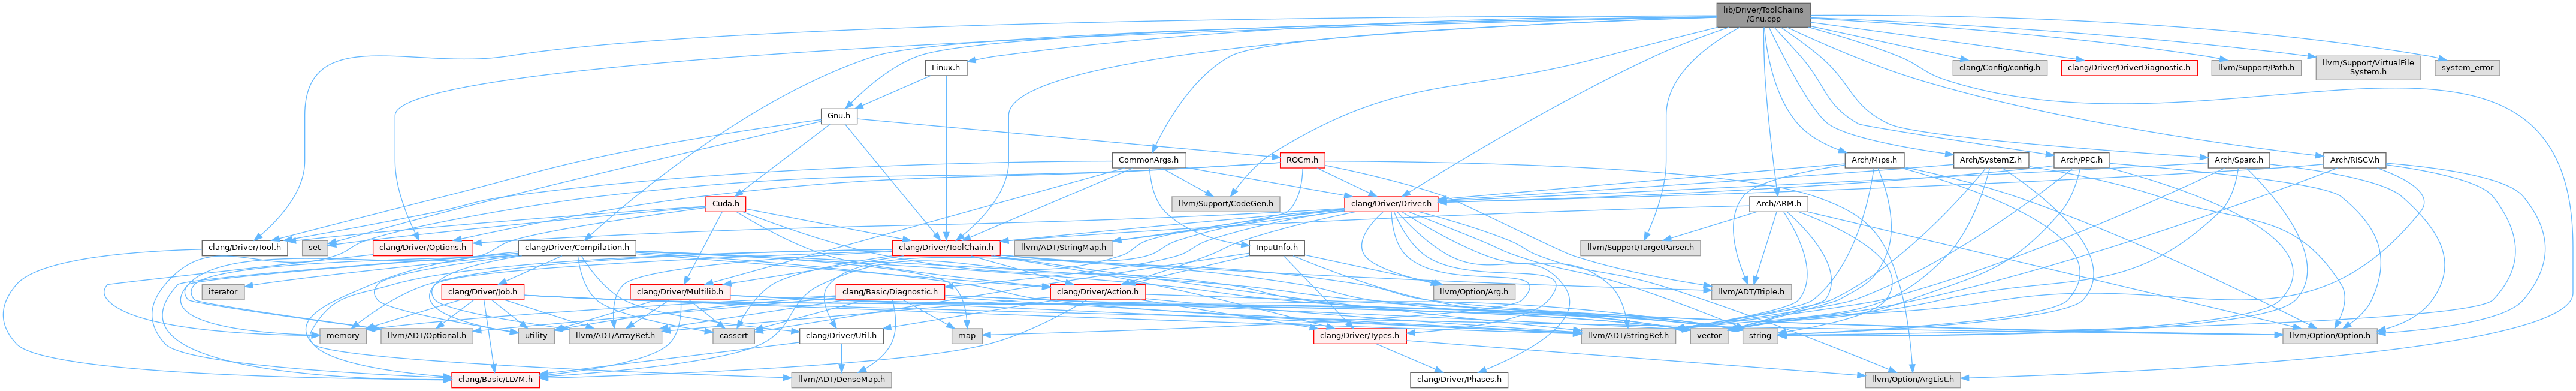 lib/Driver/ToolChains
/Gnu.cpp
Linux.h
clang/Config/config.h
clang/Driver/DriverDiagnostic.h
llvm/Support/Path.h
llvm/Support/VirtualFile
System.h
system_error
Gnu.h
CommonArgs.h
ROCm.h
Arch/Mips.h
Arch/SystemZ.h
Arch/PPC.h
Arch/Sparc.h
Arch/RISCV.h
Cuda.h
llvm/Support/CodeGen.h
clang/Driver/Driver.h
Arch/ARM.h
clang/Driver/Tool.h
set
clang/Driver/Options.h
clang/Driver/Compilation.h
llvm/ADT/StringMap.h
clang/Driver/ToolChain.h
InputInfo.h
llvm/Support/TargetParser.h
iterator
clang/Driver/Job.h
clang/Driver/Multilib.h
clang/Basic/Diagnostic.h
clang/Driver/Action.h
llvm/Option/Arg.h
llvm/ADT/Triple.h
memory
llvm/ADT/Optional.h
utility
llvm/ADT/ArrayRef.h
cassert
clang/Driver/Util.h
map
clang/Driver/Types.h
llvm/ADT/StringRef.h
vector
string
llvm/Option/Option.h
clang/Basic/LLVM.h
llvm/ADT/DenseMap.h
clang/Driver/Phases.h
llvm/Option/ArgList.h